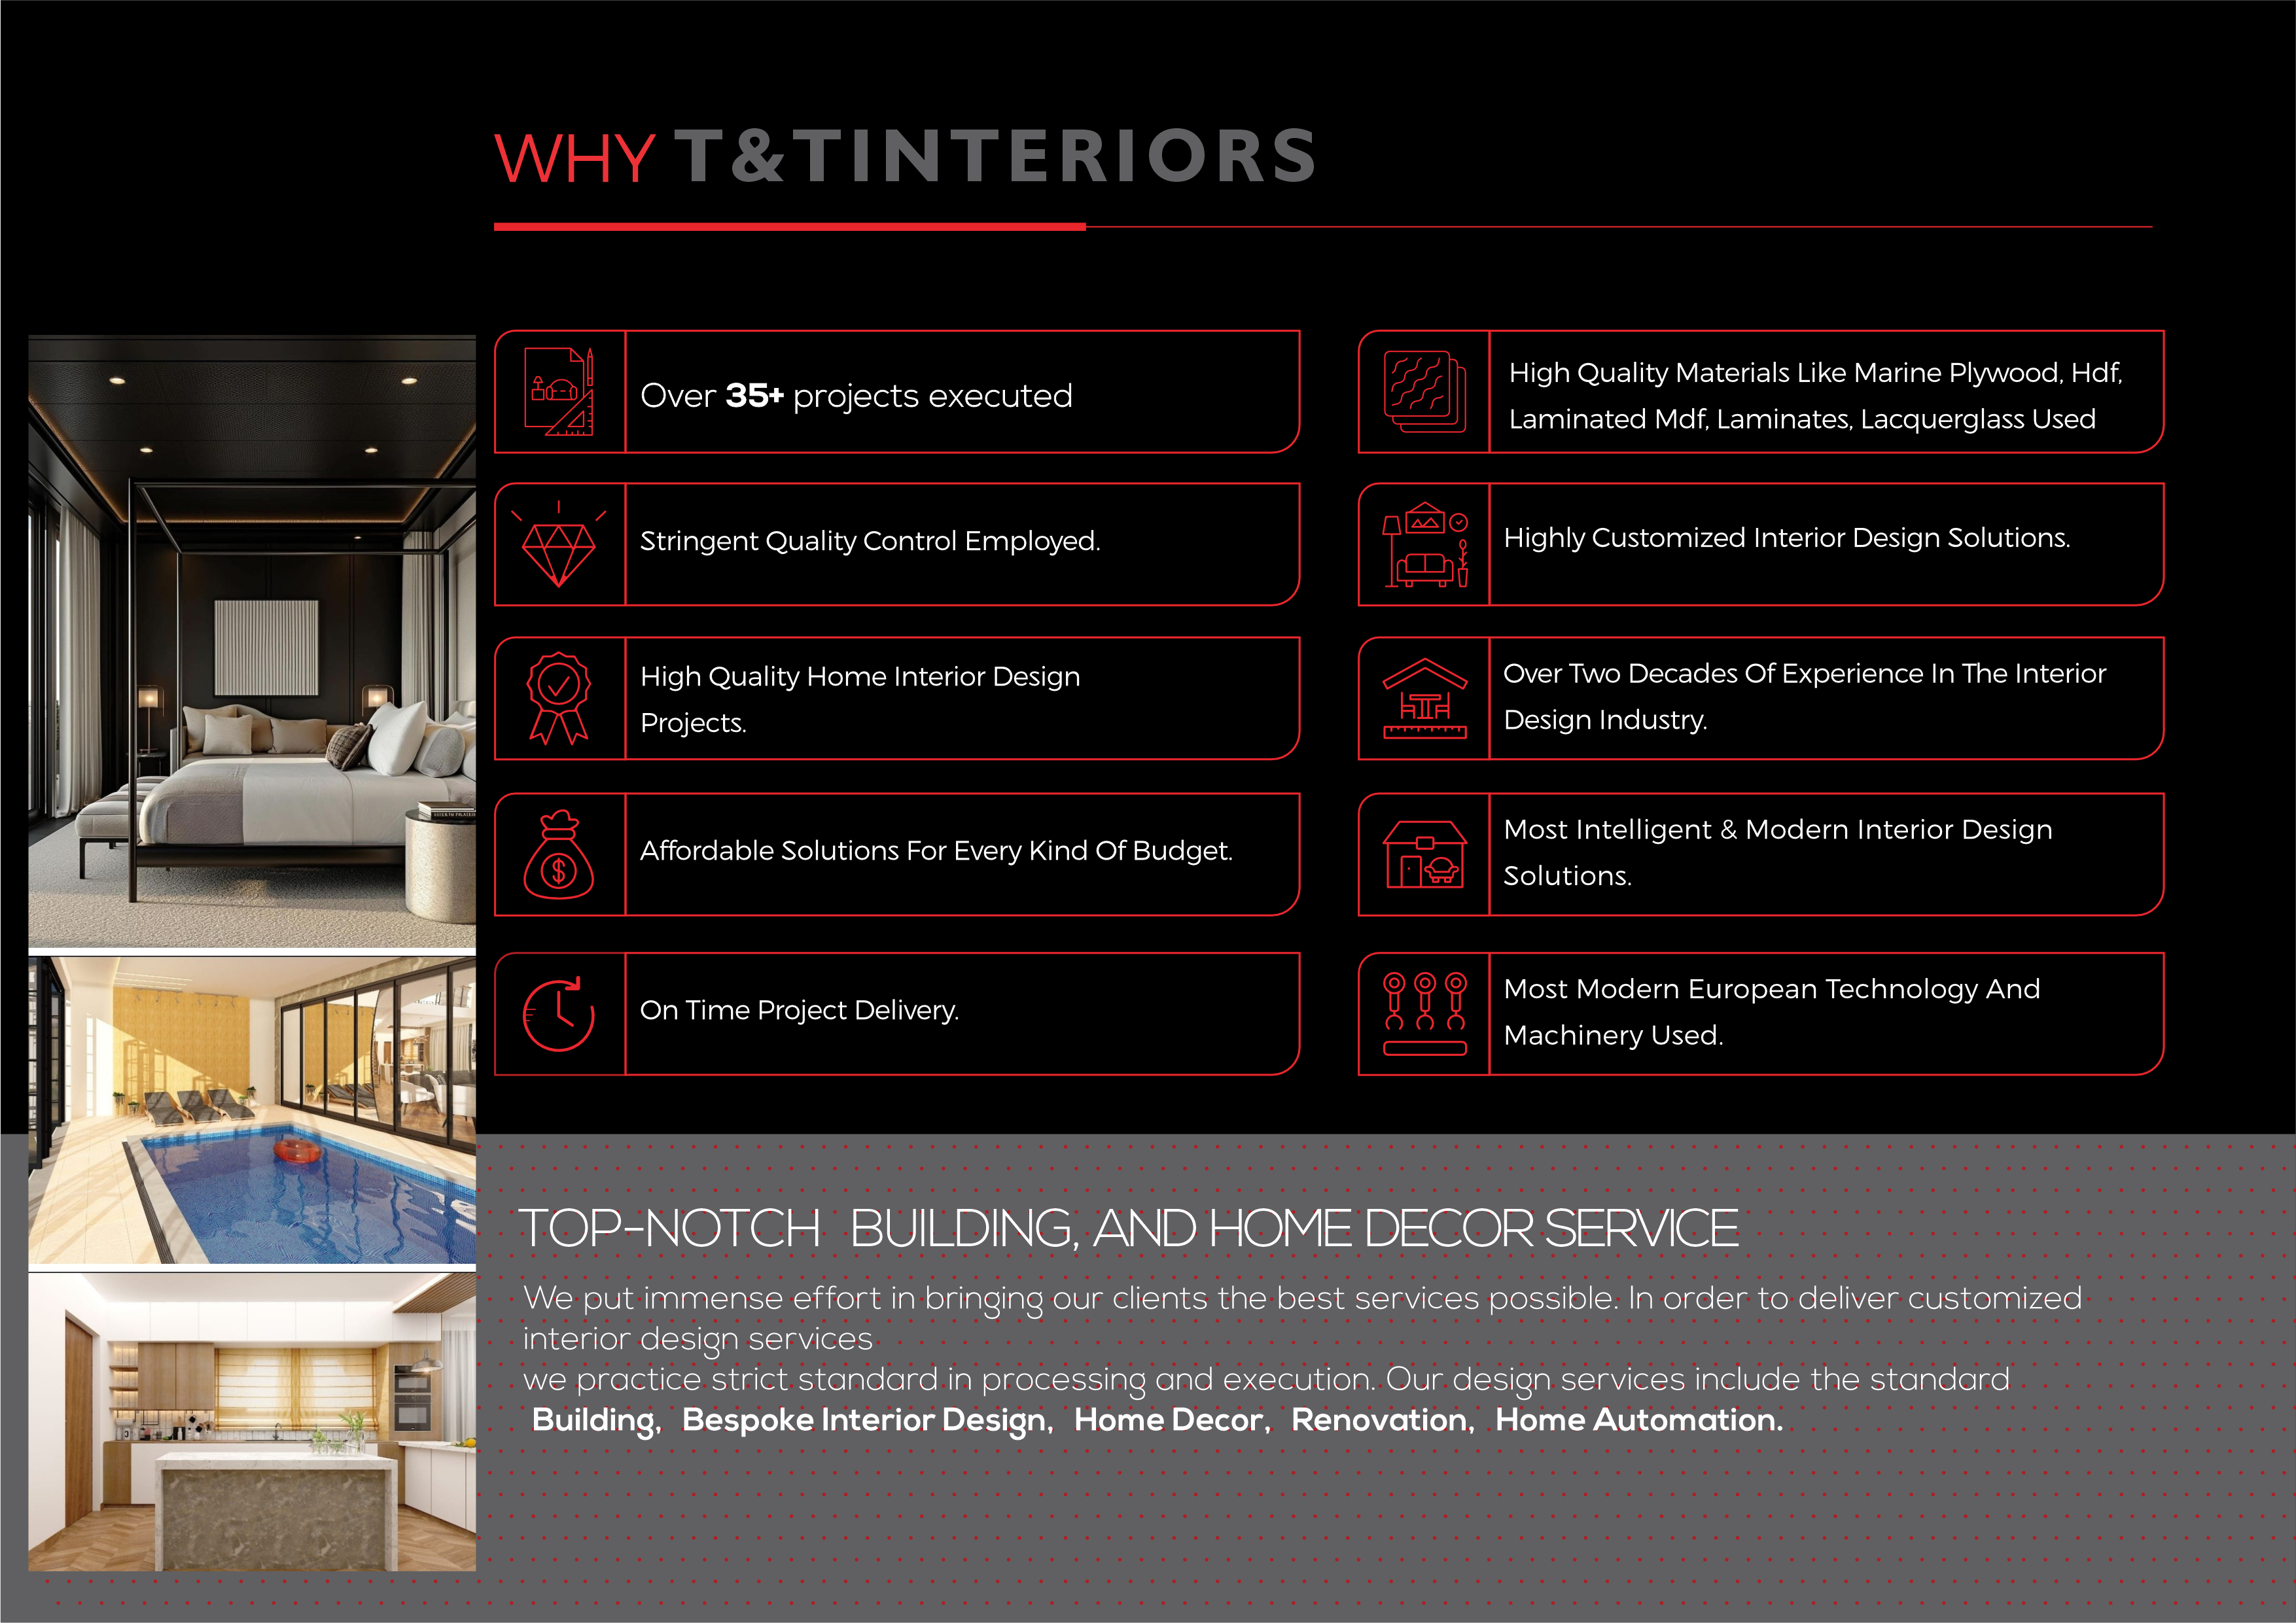 WHY T&TINTERIORS
Over 35+ projects executed
High Quality Materials Like Marine Plywood, Hdf,
Laminated Mdf, Laminates, Lacquerglass Used
Stringent Quality Control Employed.
Highly Customized Interior Design Solutions.
High Quality Home Interior Design
Projects.
Over Two Decades Of Experience In The Interior
Design Industry.
Affordable Solutions For Every Kind Of Budget.
Most Intelligent & Modern Interior Design
Solutions.
On Time Project Delivery.
Most Modern European Technology And
Machinery Used.
TOP-NOTCH BUILDING, AND HOME DECOR SERVICE
We put immense effort in bringing our clients the best services possible. In order to deliver customized
interior design services
we practice strict standard in processing and execution. Our design services include the standard
Building, Bespoke Interior Design, Home Decor, Renovation, Home Automation.